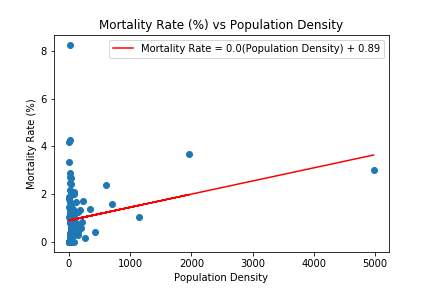 Mortality Rate (%) vs Population Density
Mortality Rate = 0.0(Population Density) + 0.89
Mortality Rate (%)
8
6
4
2
0
0
1000
2000
3000
4000
5000
Population Density